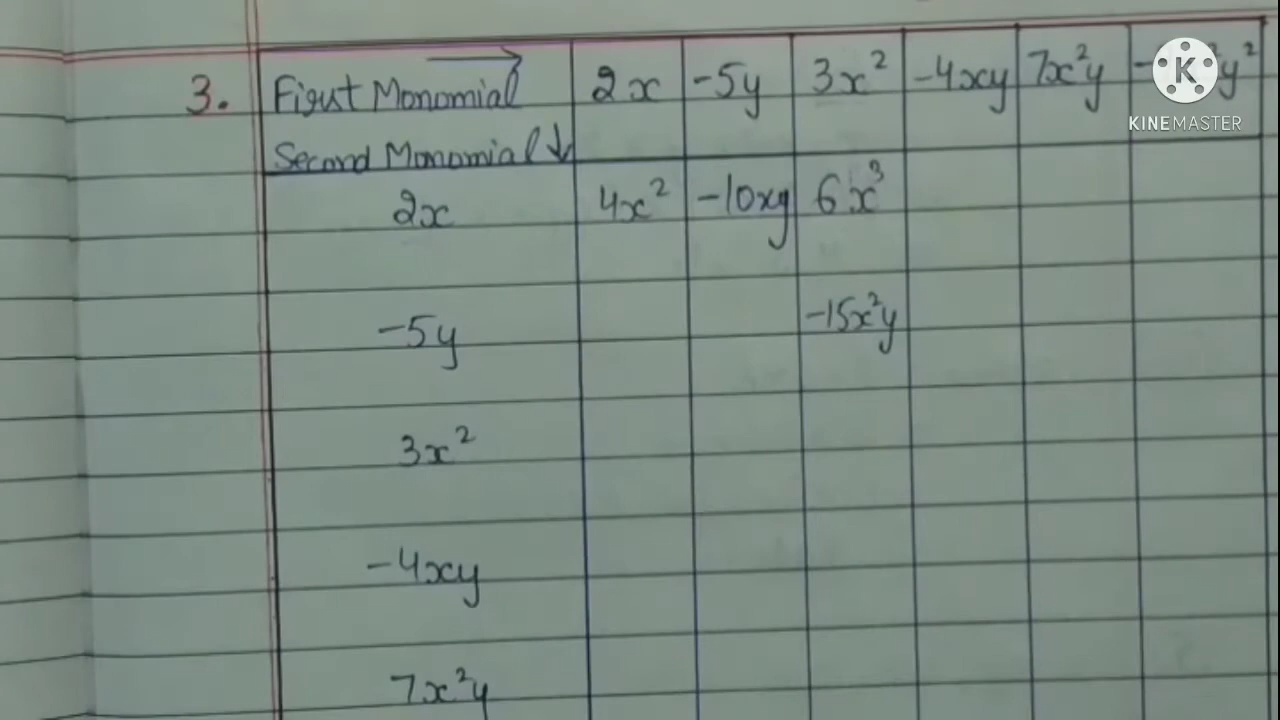 3. First Monomial → 2x -5y 3x² -4xy 7x²y y²
Second Monomial ↓
2x 4x² -10xy 6x³
-5y -15x²y
3x²
-4xy
7x²y
K
KINEMASTER